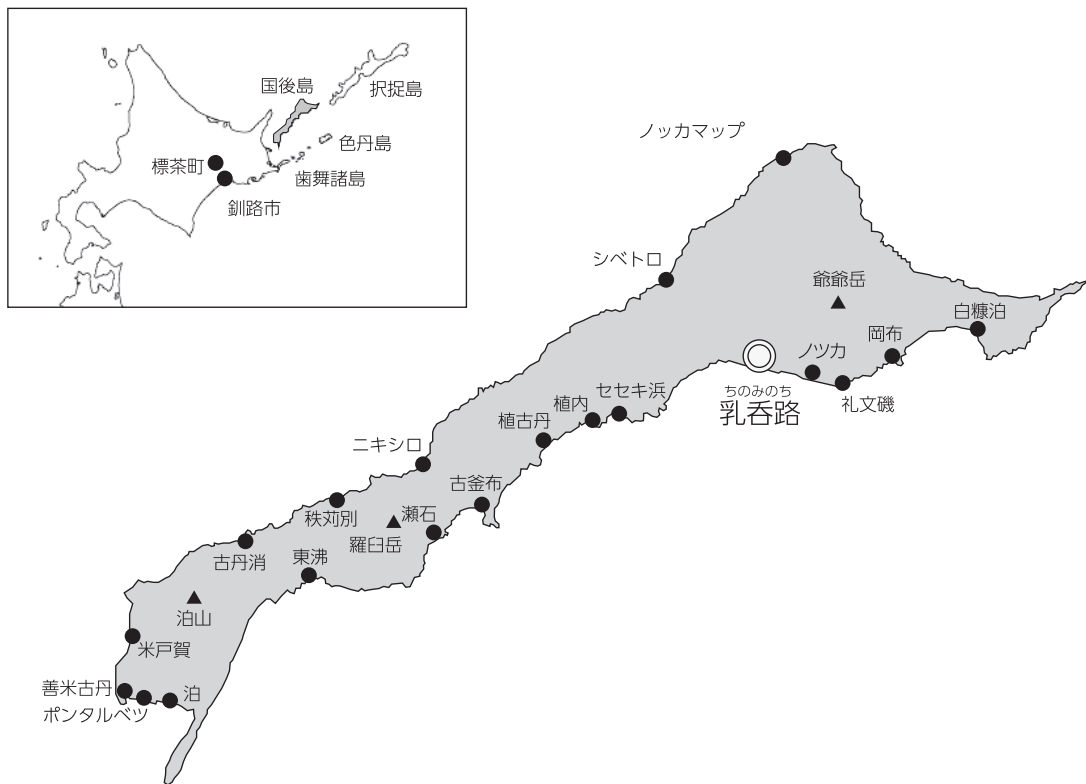 国後島
択捉島
色丹島
標茶町
歯舞諸島
釧路市
ノッカマップ
シベトロ
爺爺岳
白糠泊
岡布
ノツカ
セセキ浜
ちのみのち
乳呑路
礼文磯
植内
植古丹
ニキシロ
古釜布
秩苅別
瀬石
羅臼岳
古丹消
東沸
泊山
米戸賀
善米古丹
泊
ポンタルベツ